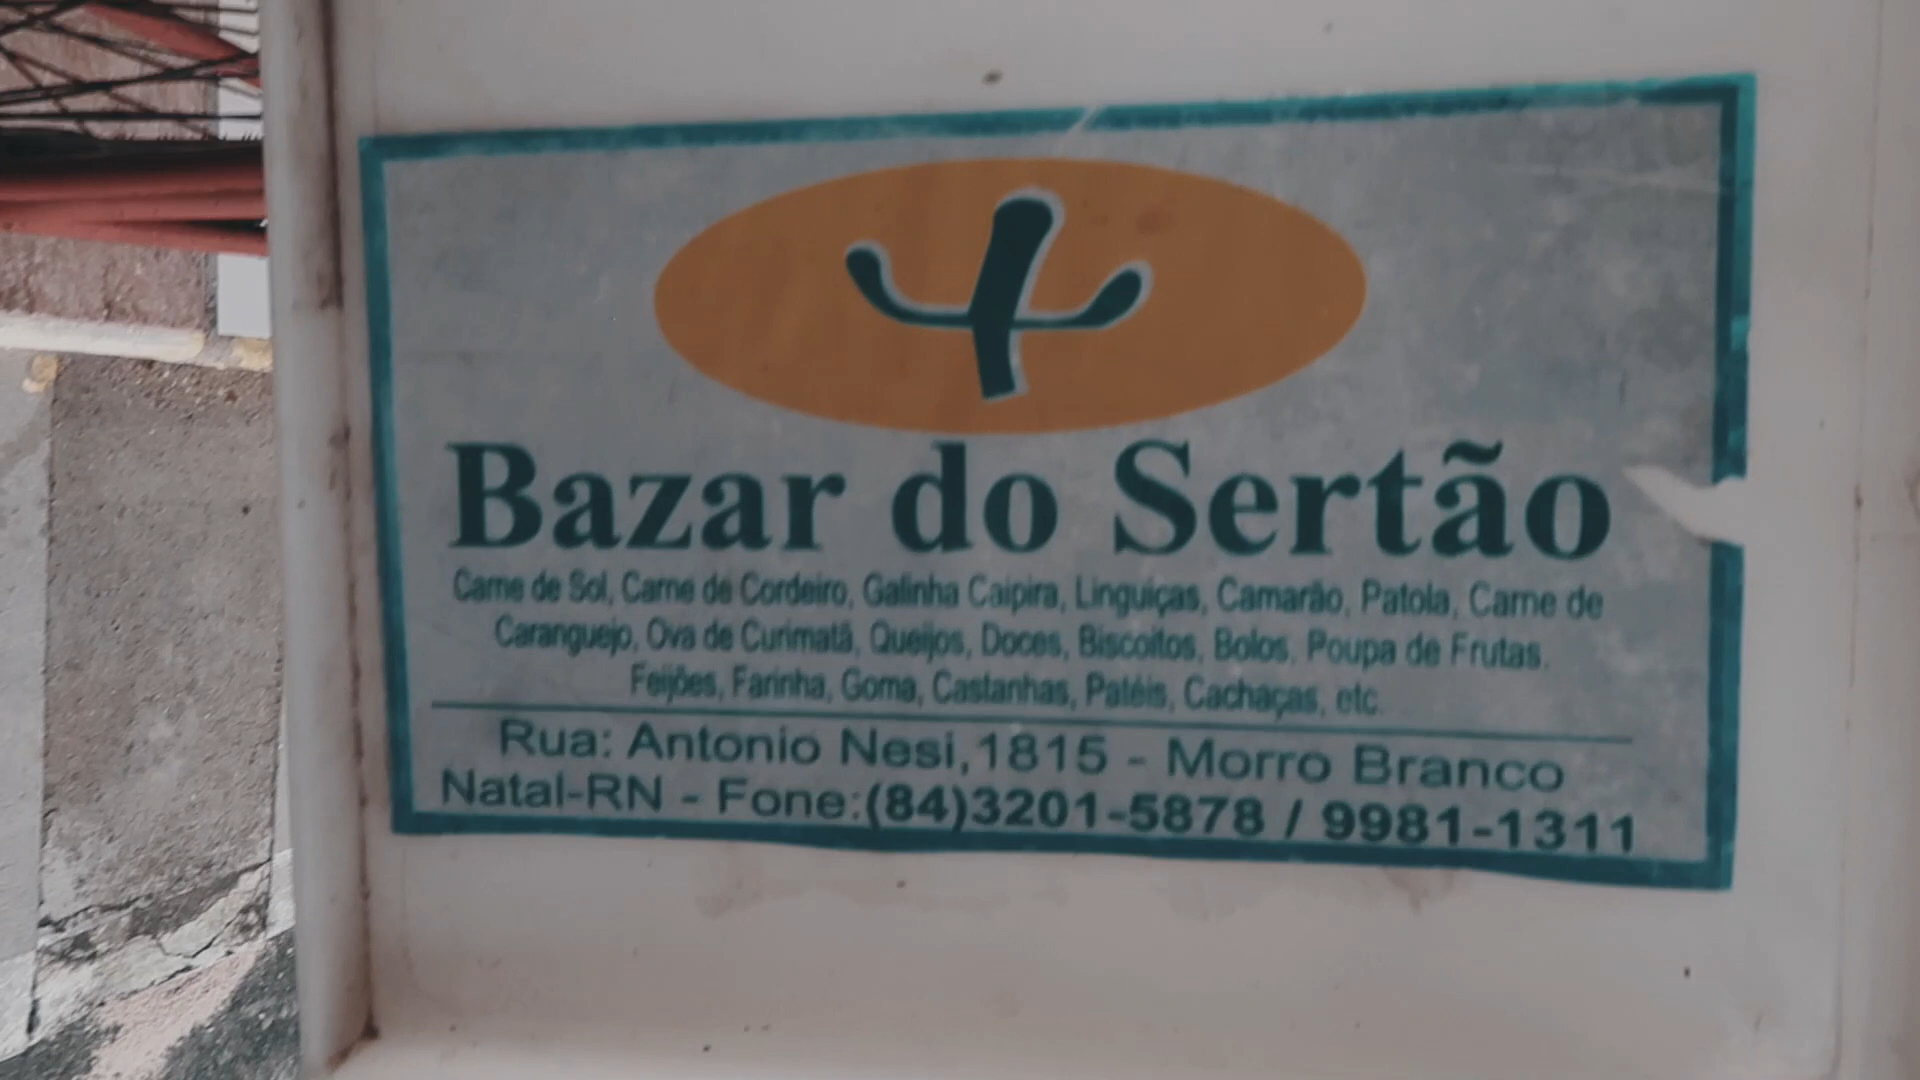 Bazar do Sertão
Carne de Sol, Carne de Cordeiro, Galinha Caipira, Linguiças, Camarão, Patola, Carne de
Caranguejo, Ova de Curimatã, Queijos, Doces, Biscoitos, Bolos, Poupa de Frutas,
Feijões, Farinha, Goma, Castanhas, Patéis, Cachaças, etc.
Rua: Antonio Nesi,1815 - Morro Branco
Natal-RN - Fone:(84)3201-5878 / 9981-1311